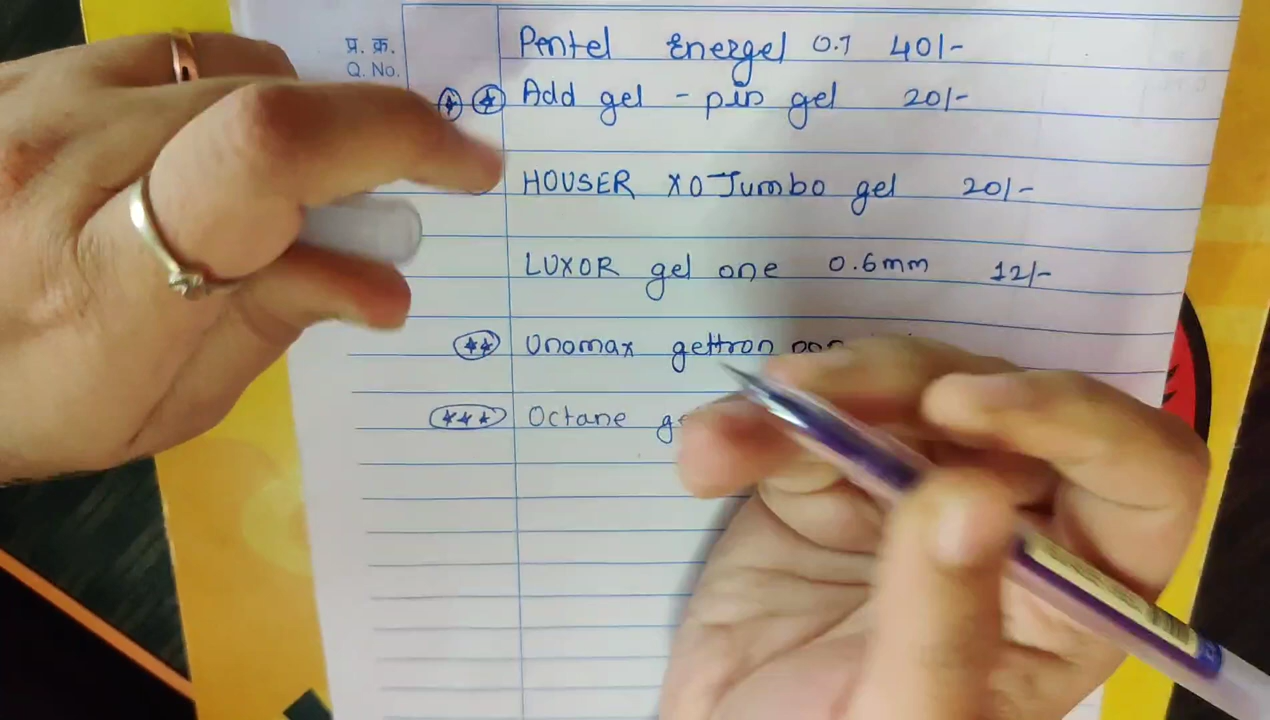 प्र. क्र.
Q. No.
Pentel Energel 0.7 40/-
Add gel - pin gel 20/-
HOUSER XO Jumbo gel 20/-
LUXOR gel one 0.6mm 12/-
Unomax geltron
Octane